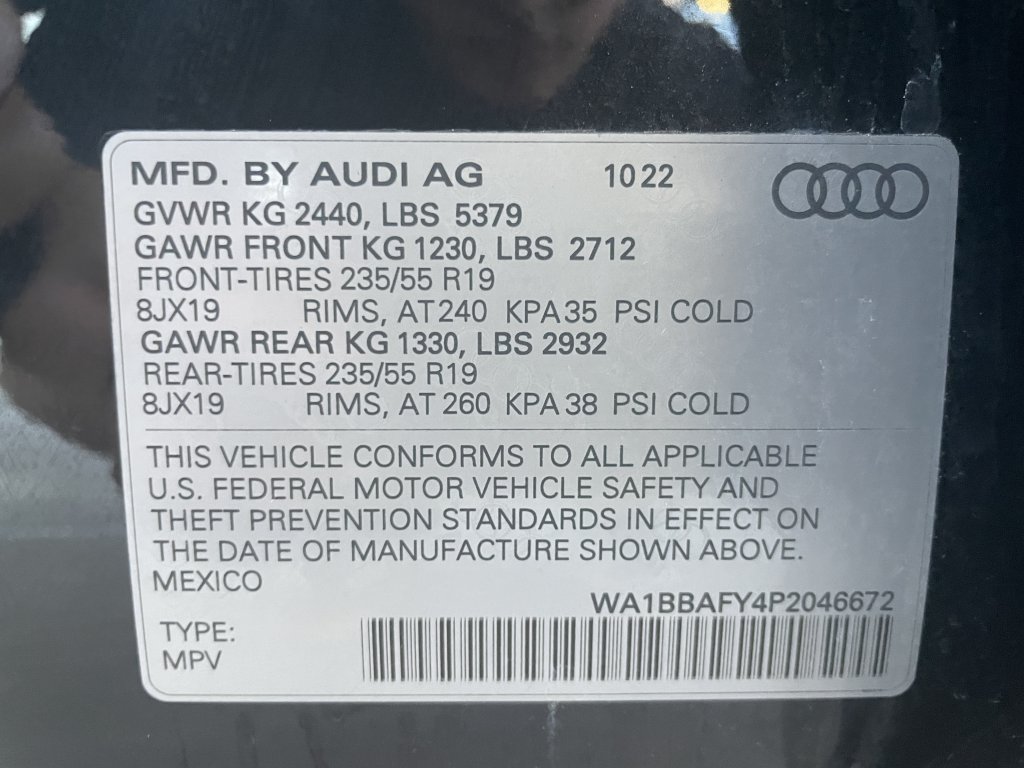 MFD. BY AUDI AG 10 22
GVWR KG 2440, LBS 5379
GAWR FRONT KG 1230, LBS 2712
FRONT-TIRES 235/55 R19
8JX19 RIMS, AT 240 KPA 35 PSI COLD
GAWR REAR KG 1330, LBS 2932
REAR-TIRES 235/55 R19
8JX19 RIMS, AT 260 KPA 38 PSI COLD
THIS VEHICLE CONFORMS TO ALL APPLICABLE
U.S. FEDERAL MOTOR VEHICLE SAFETY AND
THEFT PREVENTION STANDARDS IN EFFECT ON
THE DATE OF MANUFACTURE SHOWN ABOVE.
MEXICO
WA1BBAFY4P2046672
TYPE:
MPV